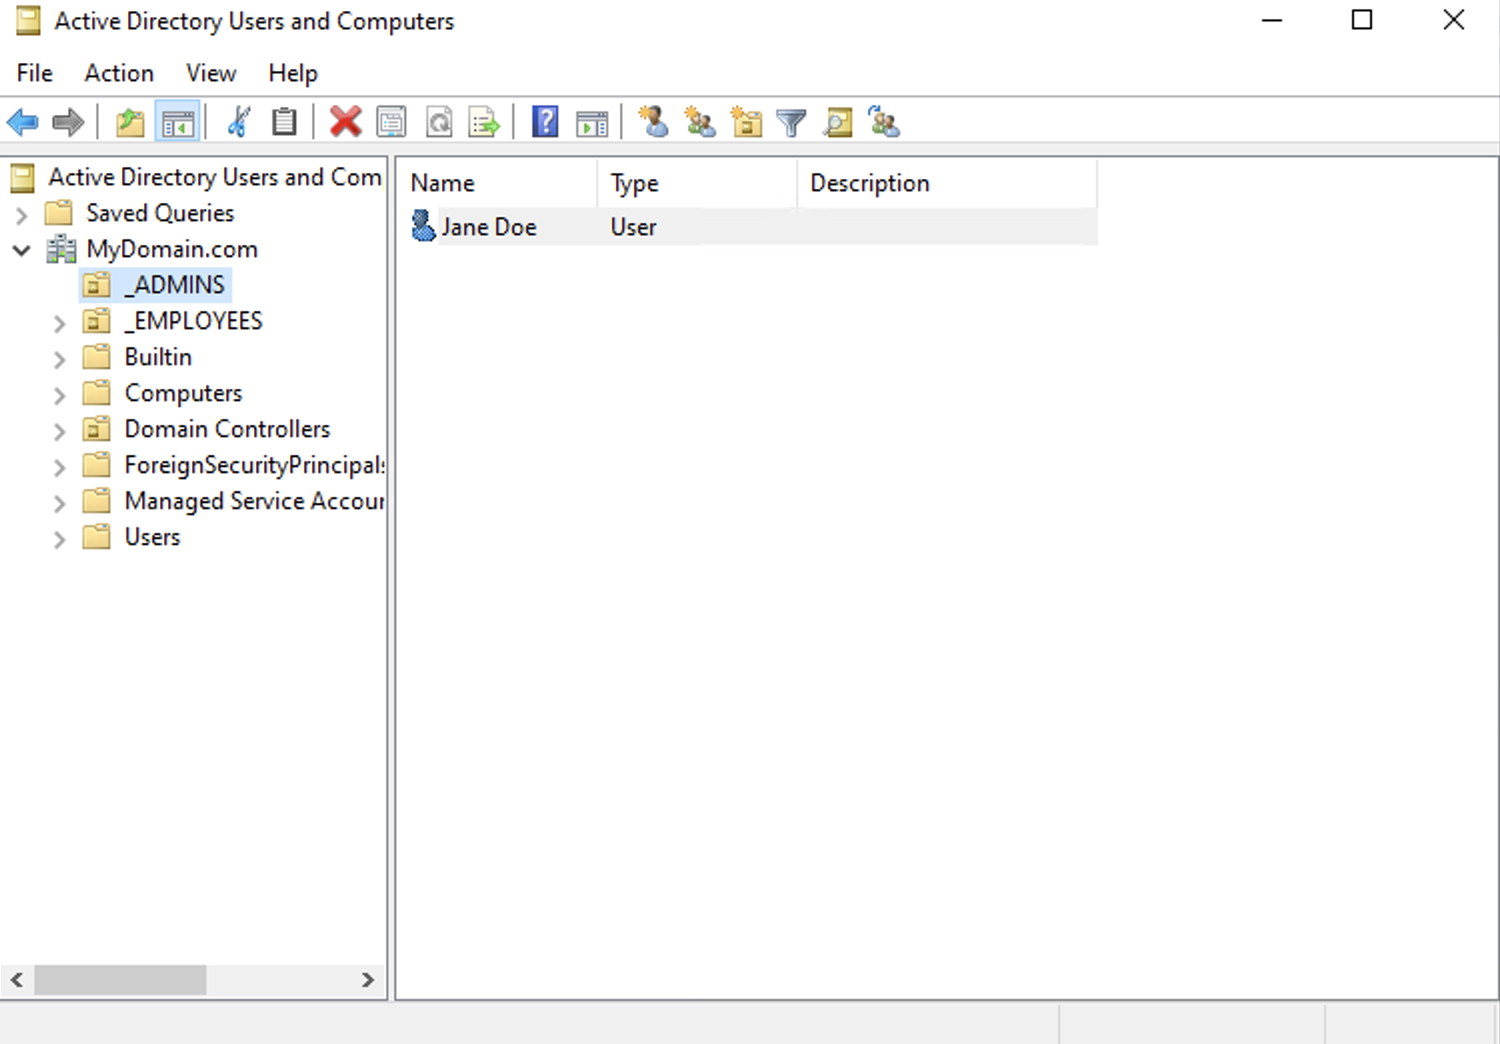 Active Directory Users and Computers
File Action View Help
Active Directory Users and Com
Name Type Description
Saved Queries
Jane Doe User
MyDomain.com
_ADMINS
_EMPLOYEES
Builtin
Computers
Domain Controllers
ForeignSecurityPrincipals
Managed Service Accour
Users